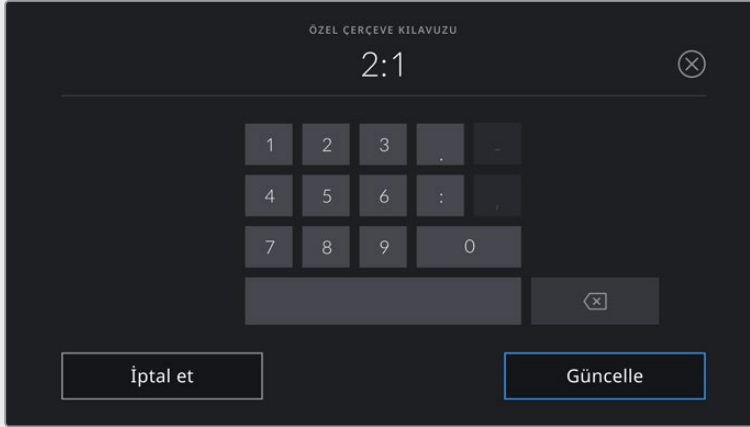 ÖZEL ÇERÇEVE KILAVUZU
2:1
1 2 3 . -
4 5 6 : ,
7 8 9 0
İptal et Güncelle